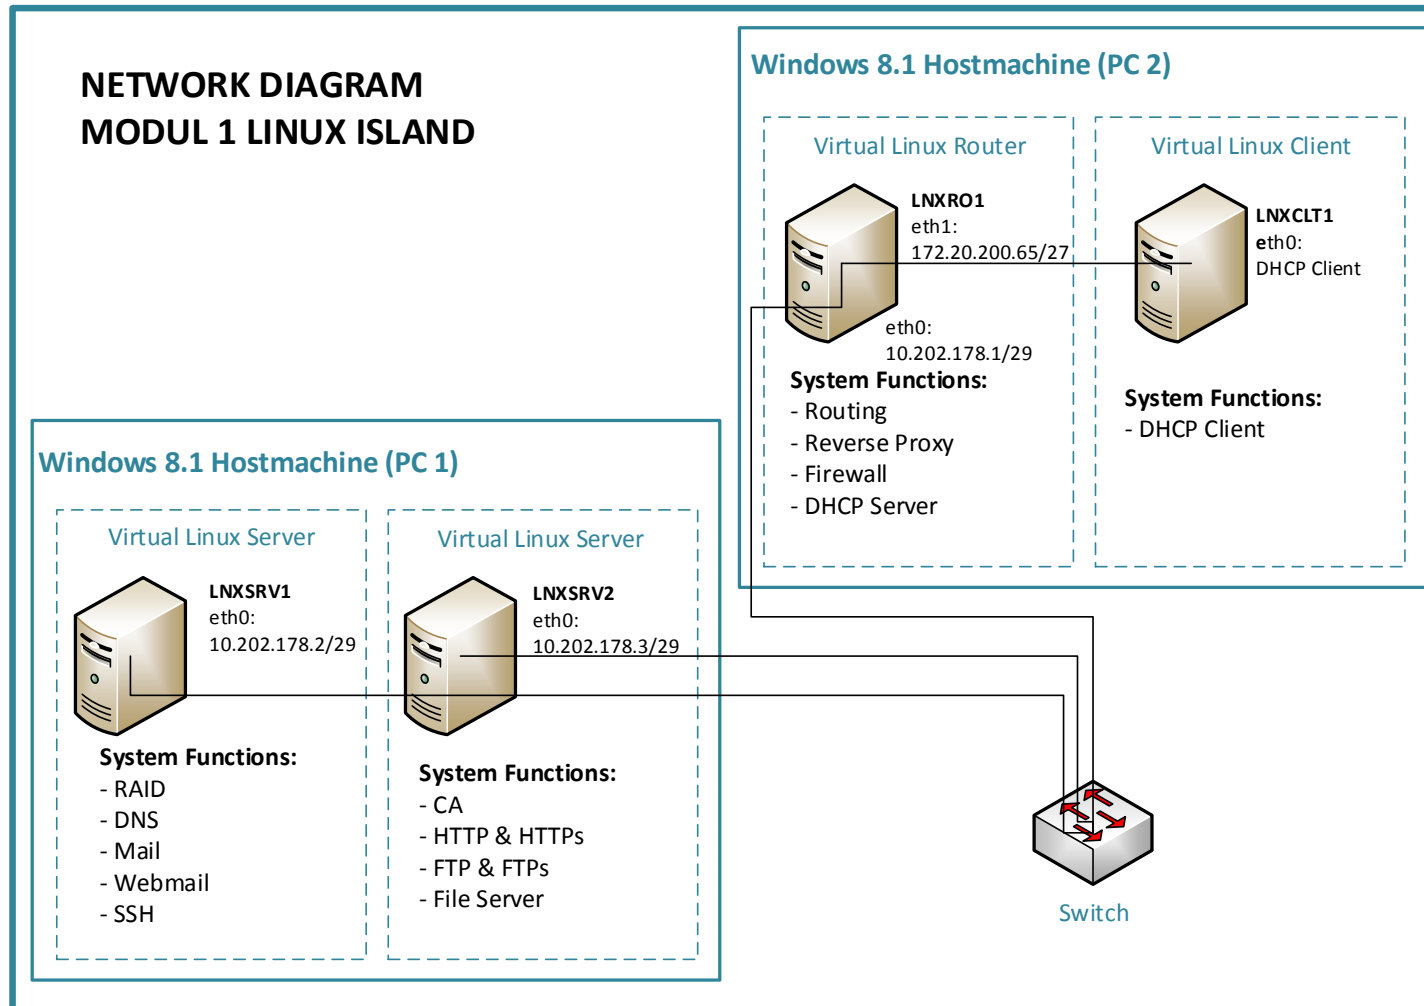 NETWORK DIAGRAM
MODUL 1 LINUX ISLAND
Windows 8.1 Hostmachine (PC 2)
Virtual Linux Router
LNXRO1
eth1:
172.20.200.65/27
eth0:
10.202.178.1/29
System Functions:
- Routing
- Reverse Proxy
- Firewall
- DHCP Server
Virtual Linux Client
LNXCLT1
eth0:
DHCP Client
System Functions:
- DHCP Client
Windows 8.1 Hostmachine (PC 1)
Virtual Linux Server
LNXSRV1
eth0:
10.202.178.2/29
System Functions:
- RAID
- DNS
- Mail
- Webmail
- SSH
Virtual Linux Server
LNXSRV2
eth0:
10.202.178.3/29
System Functions:
- CA
- HTTP & HTTPs
- FTP & FTPs
- File Server
Switch